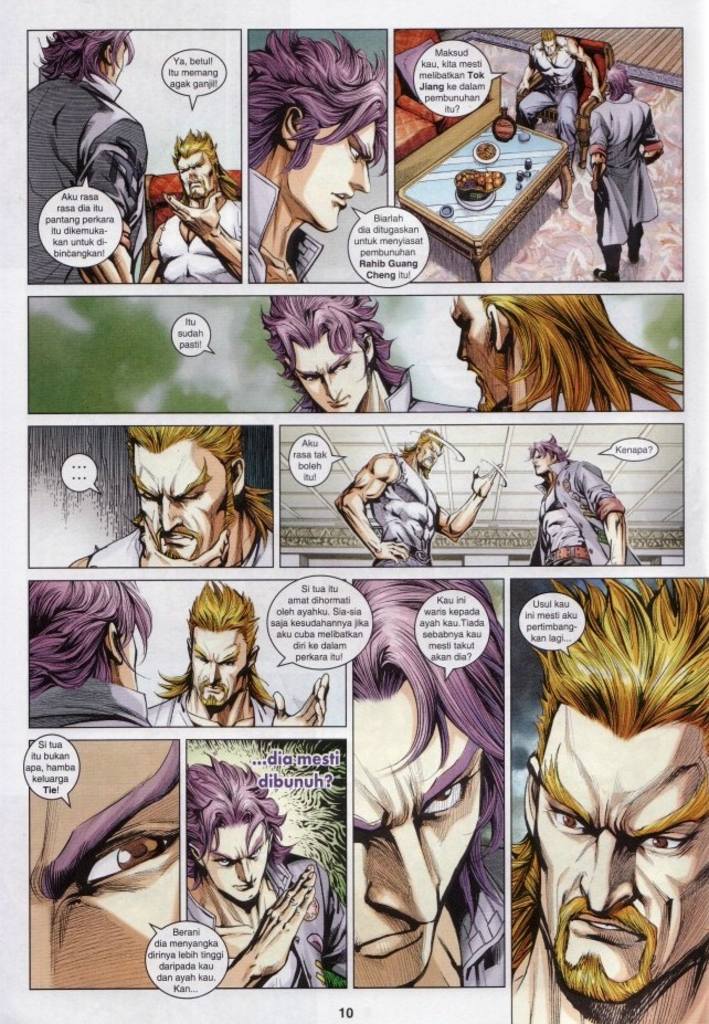 Ya, betul!
Itu memang
agak ganjil!
Aku rasa
rasa dia itu
pantang perkara
itu dikemuka-
kan untuk di-
bincangkan!
Biarlah
dia ditugaskan
untuk menyiasat
pembunuhan
Rahib Guang
Cheng itu!
Maksud
kau, kita mesti
melibatkan Tok
Jiang ke dalam
pembunuhan
itu?
Itu
sudah
pasti!
...
...
Aku
rasa tak
boleh
itu!
Kenapa?
Si tua itu
amat dihormati
oleh ayahku. Sia-sia
saja kesudahannya jika
aku cuba melibatkan
diri ke dalam
perkara itu!
Kau ini
waris kepada
ayah kau.Tiada
sebabnya kau
mesti takut
akan dia?
Usul kau
ini mesti aku
pertimbang-
kan lagi...
Si tua
itu bukan
apa, hamba
keluarga
Tie!
Berani
dia menyangka
dirinya lebih tinggi
daripada kau
dan ayah kau.
Kan...
...dia mesti
dibunuh?
10